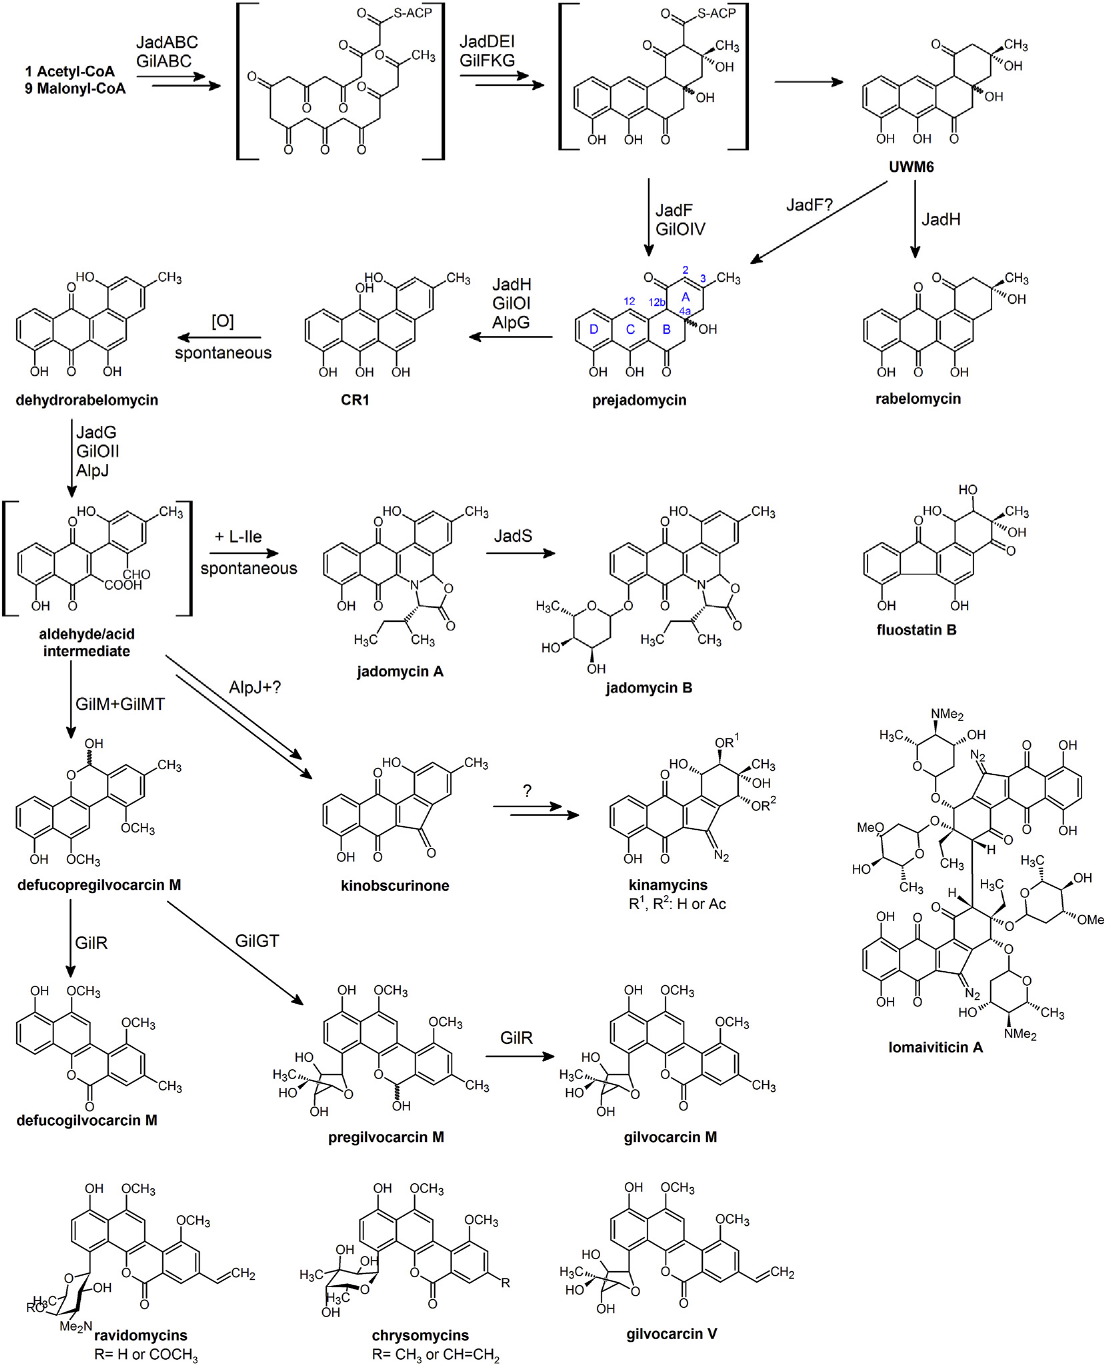 1 Acetyl-CoA
9 Malonyl-CoA
JadABC
GilABC
O S-ACP
O O CH₃
O O O O
O O O O
JadDEI
GilFKG
O S-ACP
O CH₃
OH
OH
OH OH O
O CH₃
OH
OH
OH OH O
UWM6
JadF
GilOIV
JadF?
JadH
OH O CH₃
O
OH O OH
dehydrorabelomycin
[O]
spontaneous
OH HO CH₃
OH OH OH
CR1
JadH
GilOI
AlpG
O 2 3 CH₃
12 12b A 4a
D C B OH
OH OH O
prejadomycin
O CH₃
O OH
OH O OH
rabelomycin
JadG
GilOII
AlpJ
O HO CH₃
CHO
COOH
OH O
aldehyde/acid
intermediate
+ L-Ile
spontaneous
O HO CH₃
N O
OH O
O
H₃C CH₃
jadomycin A
JadS
O HO CH₃
N O
O O
O
H₃C O
HO
OH
H₃C CH₃
jadomycin B
HO OH
O HO CH₃
OH
O
OH OH
fluostatin B
GilM+GilMT
AlpJ+?
OH
O CH₃
OCH₃
OH OCH₃
defucopregilvocarcin M
O HO CH₃
OH O O
kinobscurinone
?
OR¹
HO CH₃
O OH
OR²
OH O N₂
kinamycins
R¹, R²: H or Ac
NMe₂
H₃C OH
O
N₂ O OH
O
MeO O O
HO O
CH₃ CH₃ O H O OH
H₃C
H H₃C O OH
O O OMe
OH O
O
OH O N₂
O
HO CH₃
NMe₂
lomaiviticin A
GilR
GilGT
OH OCH₃
OCH₃
O CH₃
O
defucogilvocarcin M
OH OCH₃
OCH₃
HO
H₃C O CH₃
HO O
OH OH
pregilvocarcin M
GilR
OH OCH₃
OCH₃
HO
H₃C O CH₃
HO O
OH O
gilvocarcin M
OH OCH₃
OCH₃
O CH₂
OH O
H₃C O
RO
Me₂N
ravidomycins
R= H or COCH₃
OH OCH₃
OCH₃
OH OH
H₃C O R
H₃C O O
OH
chrysomycins
R= CH₃ or CH=CH₂
OH OCH₃
OCH₃
HO
H₃C O CH₂
HO O
OH O
gilvocarcin V